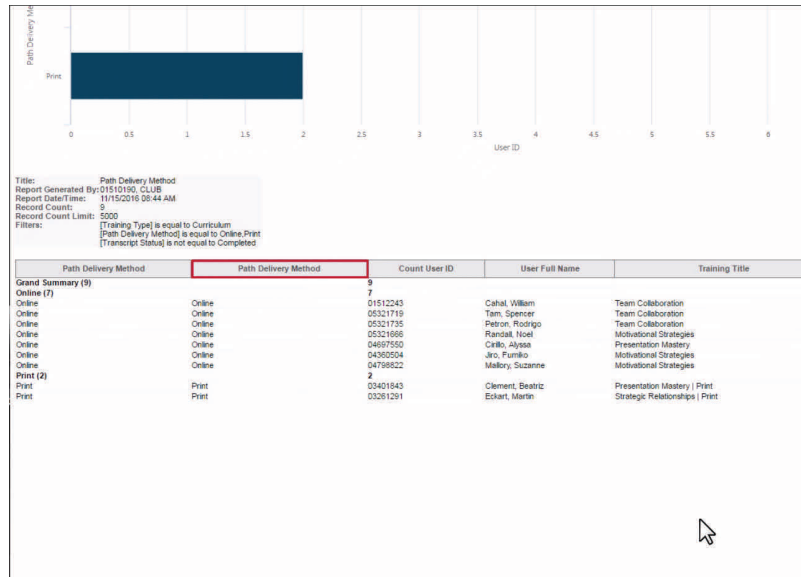 Path Delivery Me
Print
0 0.5 1 1.5 2 2.5 3 3.5 4 4.5 5 5.5 6
User ID
Title: Path Delivery Method
Report Generated By: 01510190, CLUB
Report Date/Time: 11/15/2016 08:44 AM
Record Count: 9
Record Count Limit: 5000
Filters: [Training Type] is equal to Curriculum
[Path Delivery Method] is equal to Online,Print
[Transcript Status] is not equal to Completed
Path Delivery Method Path Delivery Method Count User ID User Full Name Training Title
Grand Summary (9) 9
Online (7) 7
Online Online 01512243 Cahal, William Team Collaboration
Online Online 05321719 Tam, Spencer Team Collaboration
Online Online 05321735 Petron, Rodrigo Team Collaboration
Online Online 05321666 Randall, Noel Motivational Strategies
Online Online 04697550 Cirillo, Alyssa Presentation Mastery
Online Online 04360504 Jiro, Fumiko Motivational Strategies
Online Online 04798822 Mallory, Suzanne Motivational Strategies
Print (2) 2
Print Print 03401843 Clement, Beatriz Presentation Mastery | Print
Print Print 03261291 Eckart, Martin Strategic Relationships | Print